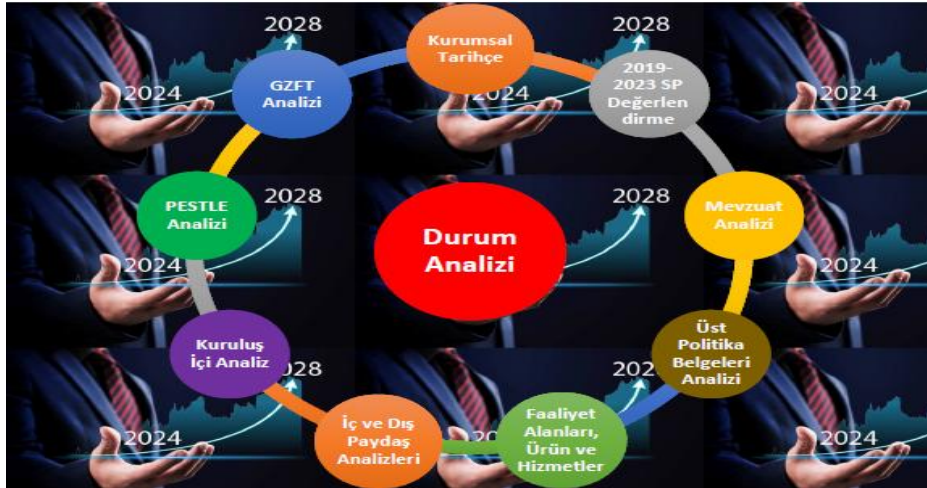 Kurumsal
Tarihçe
2019-
2023 SP
Değerlen
dirme
Mevzuat
Analizi
Üst
Politika
Belgeleri
Analizi
Faaliyet
Alanları,
Ürün ve
Hizmetler
İç ve Dış
Paydaş
Analizleri
Kuruluş
İçi Analiz
PESTLE
Analizi
GZFT
Analizi
Durum
Analizi
2028
2024
2028
2024
2024
2028
2024
2028
2024
2028
2024
2024